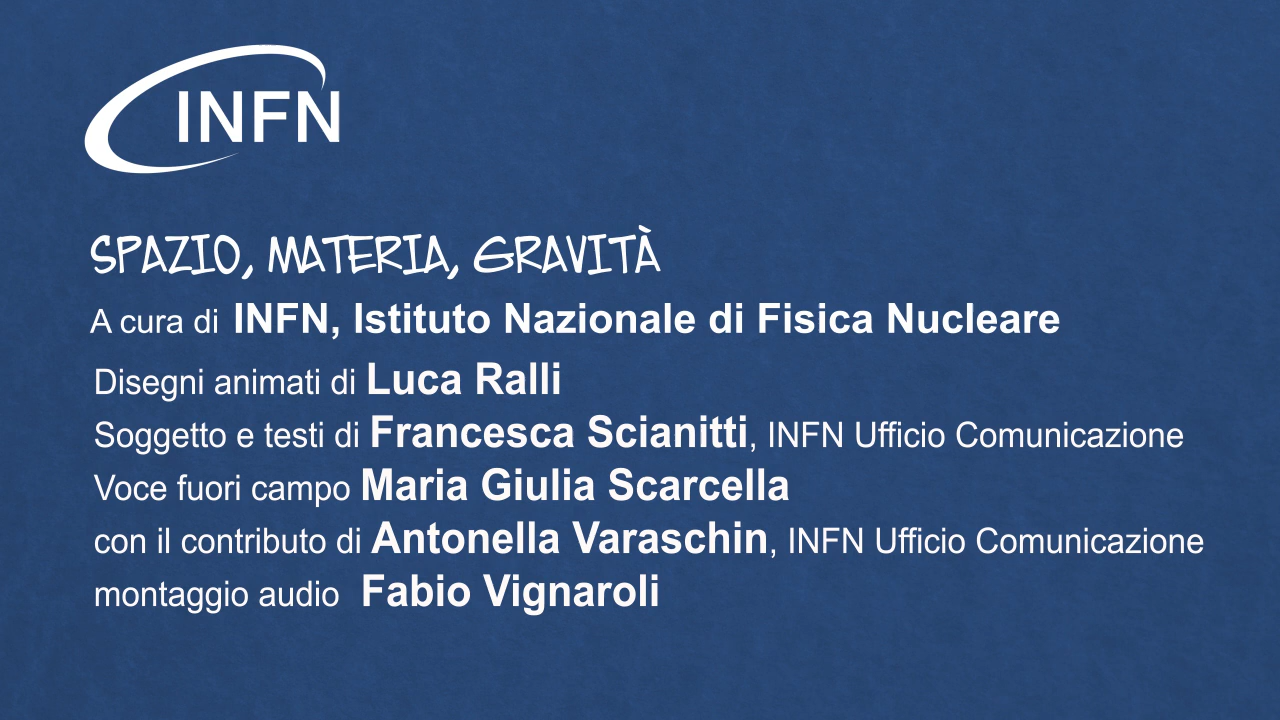 INFN
SPAZIO, MATERIA, GRAVITÀ
A cura di INFN, Istituto Nazionale di Fisica Nucleare
Disegni animati di Luca Ralli
Soggetto e testi di Francesca Scianitti, INFN Ufficio Comunicazione
Voce fuori campo Maria Giulia Scarcella
con il contributo di Antonella Varaschin, INFN Ufficio Comunicazione
montaggio audio Fabio Vignaroli